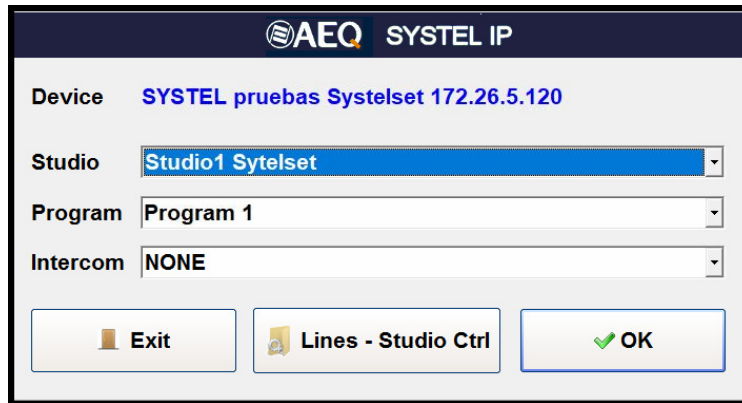 AEQ SYSTEL IP
Device SYSTEL pruebas Systelset 172.26.5.120
Studio Studio1 Sytelset
Program Program 1
Intercom NONE
Exit Lines - Studio Ctrl OK